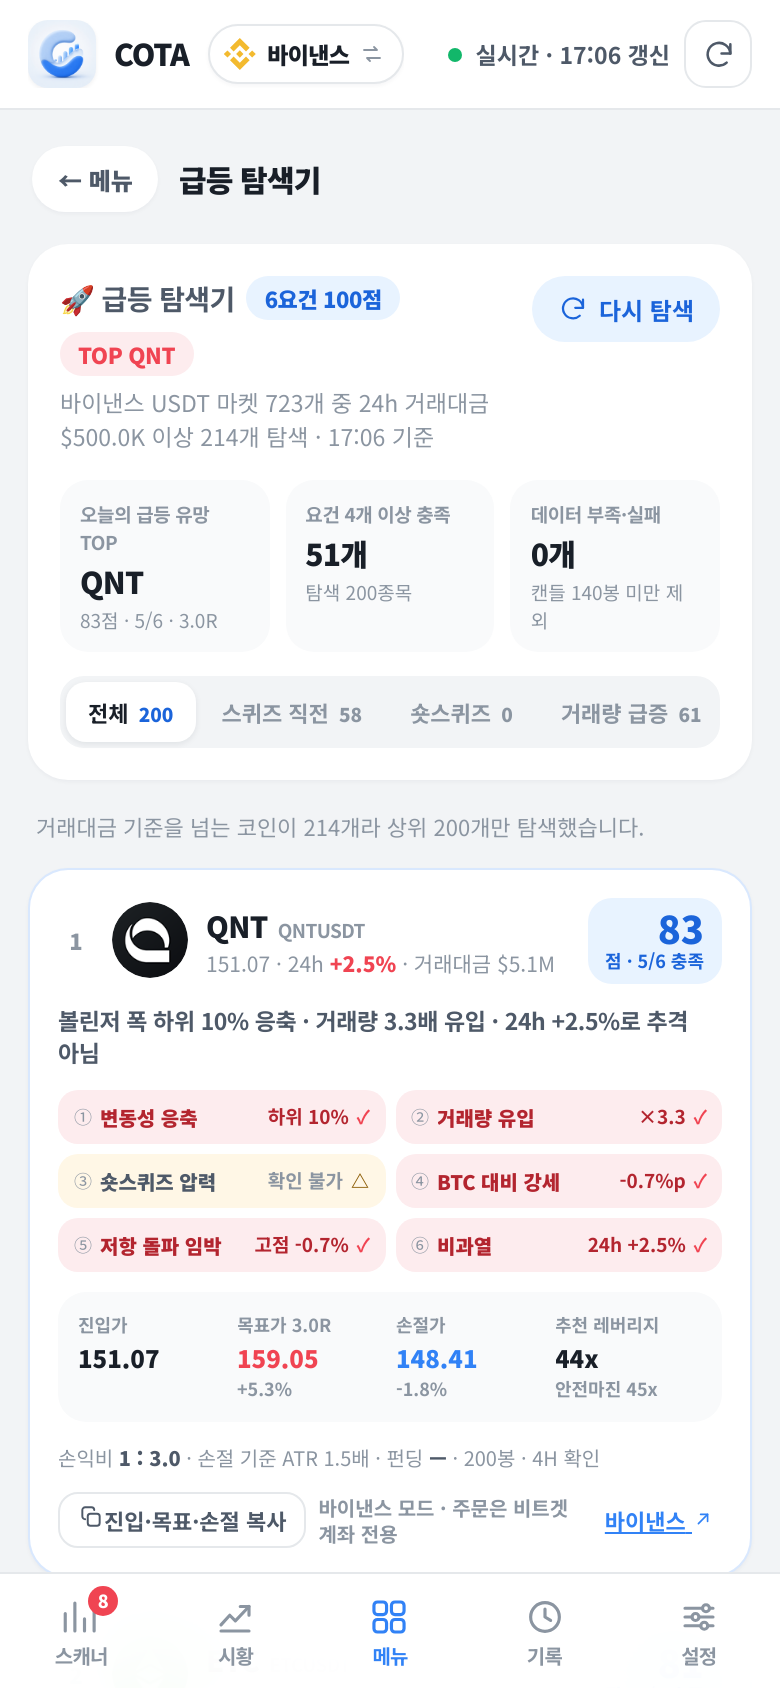 COTA 바이낸스 실시간 · 17:06 갱신
← 메뉴 급등 탐색기
🚀 급등 탐색기 6요건 100점 다시 탐색
TOP QNT
바이낸스 USDT 마켓 723개 중 24h 거래대금
$500.0K 이상 214개 탐색 · 17:06 기준
오늘의 급등 유망
TOP
QNT
83점 · 5/6 · 3.0R
요건 4개 이상 충족
51개
탐색 200종목
데이터 부족·실패
0개
캔들 140봉 미만 제
외
전체 200 스퀴즈 직전 58 숏스퀴즈 0 거래량 급증 61
거래대금 기준을 넘는 코인이 214개라 상위 200개만 탐색했습니다.
1 QNT QNTUSDT
151.07 · 24h +2.5% · 거래대금 $5.1M
83
점 · 5/6 충족
볼린저 폭 하위 10% 응축 · 거래량 3.3배 유입 · 24h +2.5%로 추격
아님
① 변동성 응축 하위 10% ✓
② 거래량 유입 ×3.3 ✓
③ 숏스퀴즈 압력 확인 불가 △
④ BTC 대비 강세 -0.7%p ✓
⑤ 저항 돌파 임박 고점 -0.7% ✓
⑥ 비과열 24h +2.5% ✓
진입가
151.07
목표가 3.0R
159.05
+5.3%
손절가
148.41
-1.8%
추천 레버리지
44x
안전마진 45x
손익비 1 : 3.0 · 손절 기준 ATR 1.5배 · 펀딩 — · 200봉 · 4H 확인
진입·목표·손절 복사
바이낸스 모드 · 주문은 비트겟
계좌 전용
바이낸스 ↗
8
스캐너 시황 메뉴 기록 설정